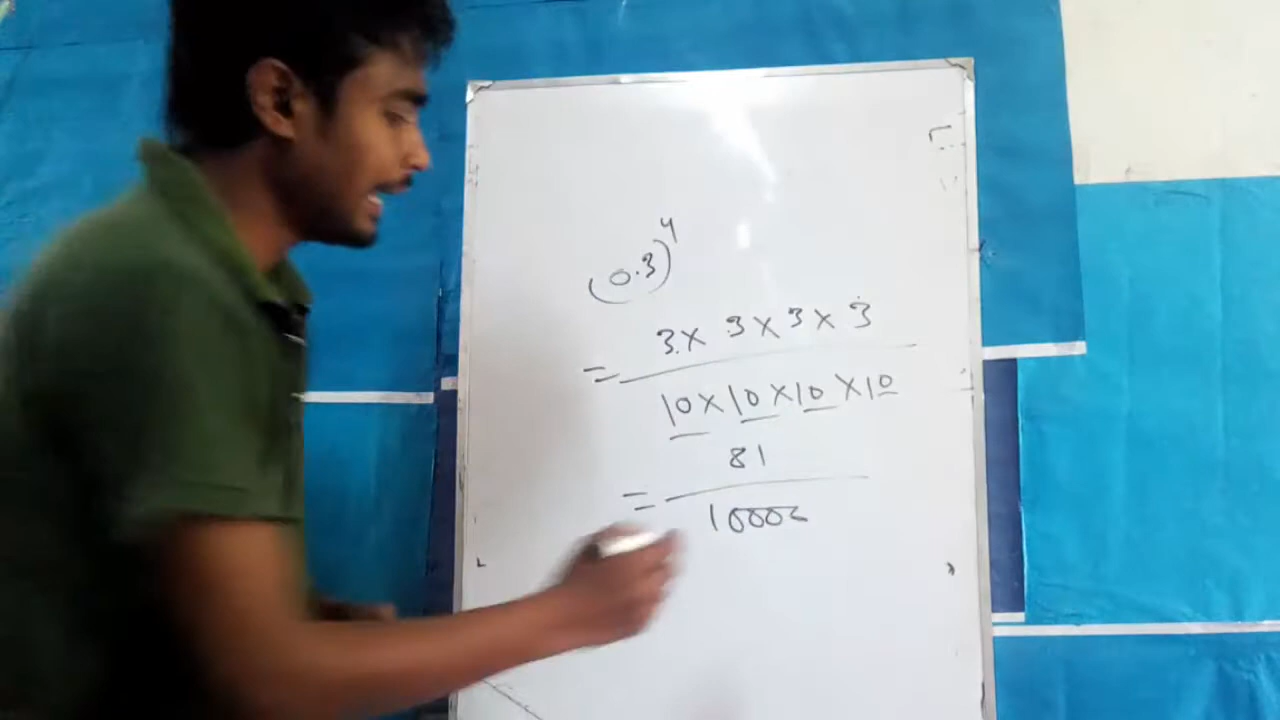 (0.3)^4
= 3 × 3 × 3 × 3 / 10 × 10 × 10 × 10
= 81 / 10000